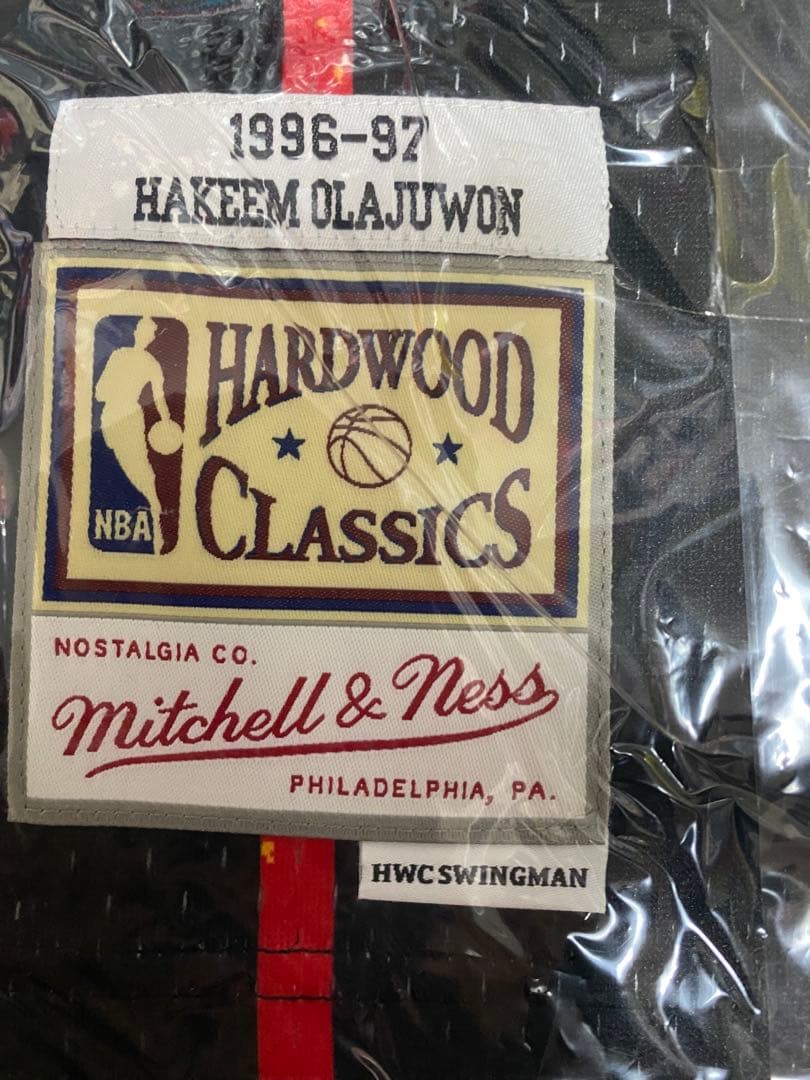 1996-97
HAKEEM OLAJUWON
HARDWOOD
NBA
CLASSICS
NOSTALGIA CO.
Mitchell & Ness
PHILADELPHIA, PA.
HWC SWINGMAN